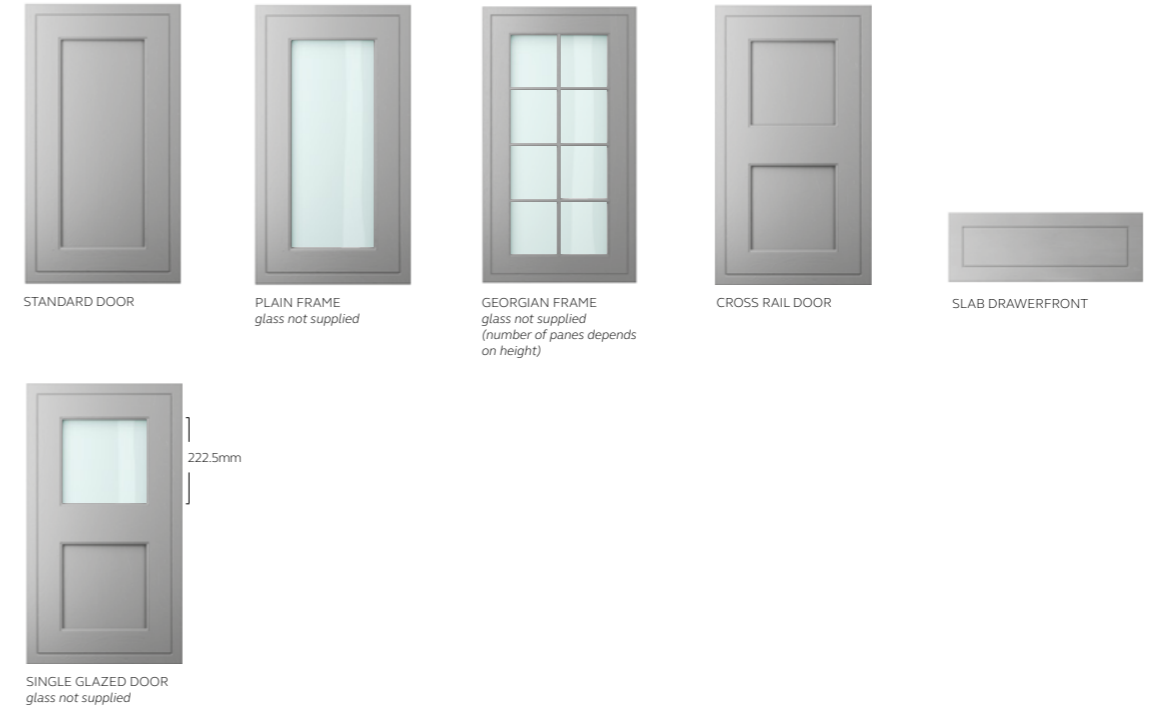 STANDARD DOOR
PLAIN FRAME
glass not supplied
GEORGIAN FRAME
glass not supplied
(number of panes depends
on height)
CROSS RAIL DOOR
SLAB DRAWERFRONT
222.5mm
SINGLE GLAZED DOOR
glass not supplied